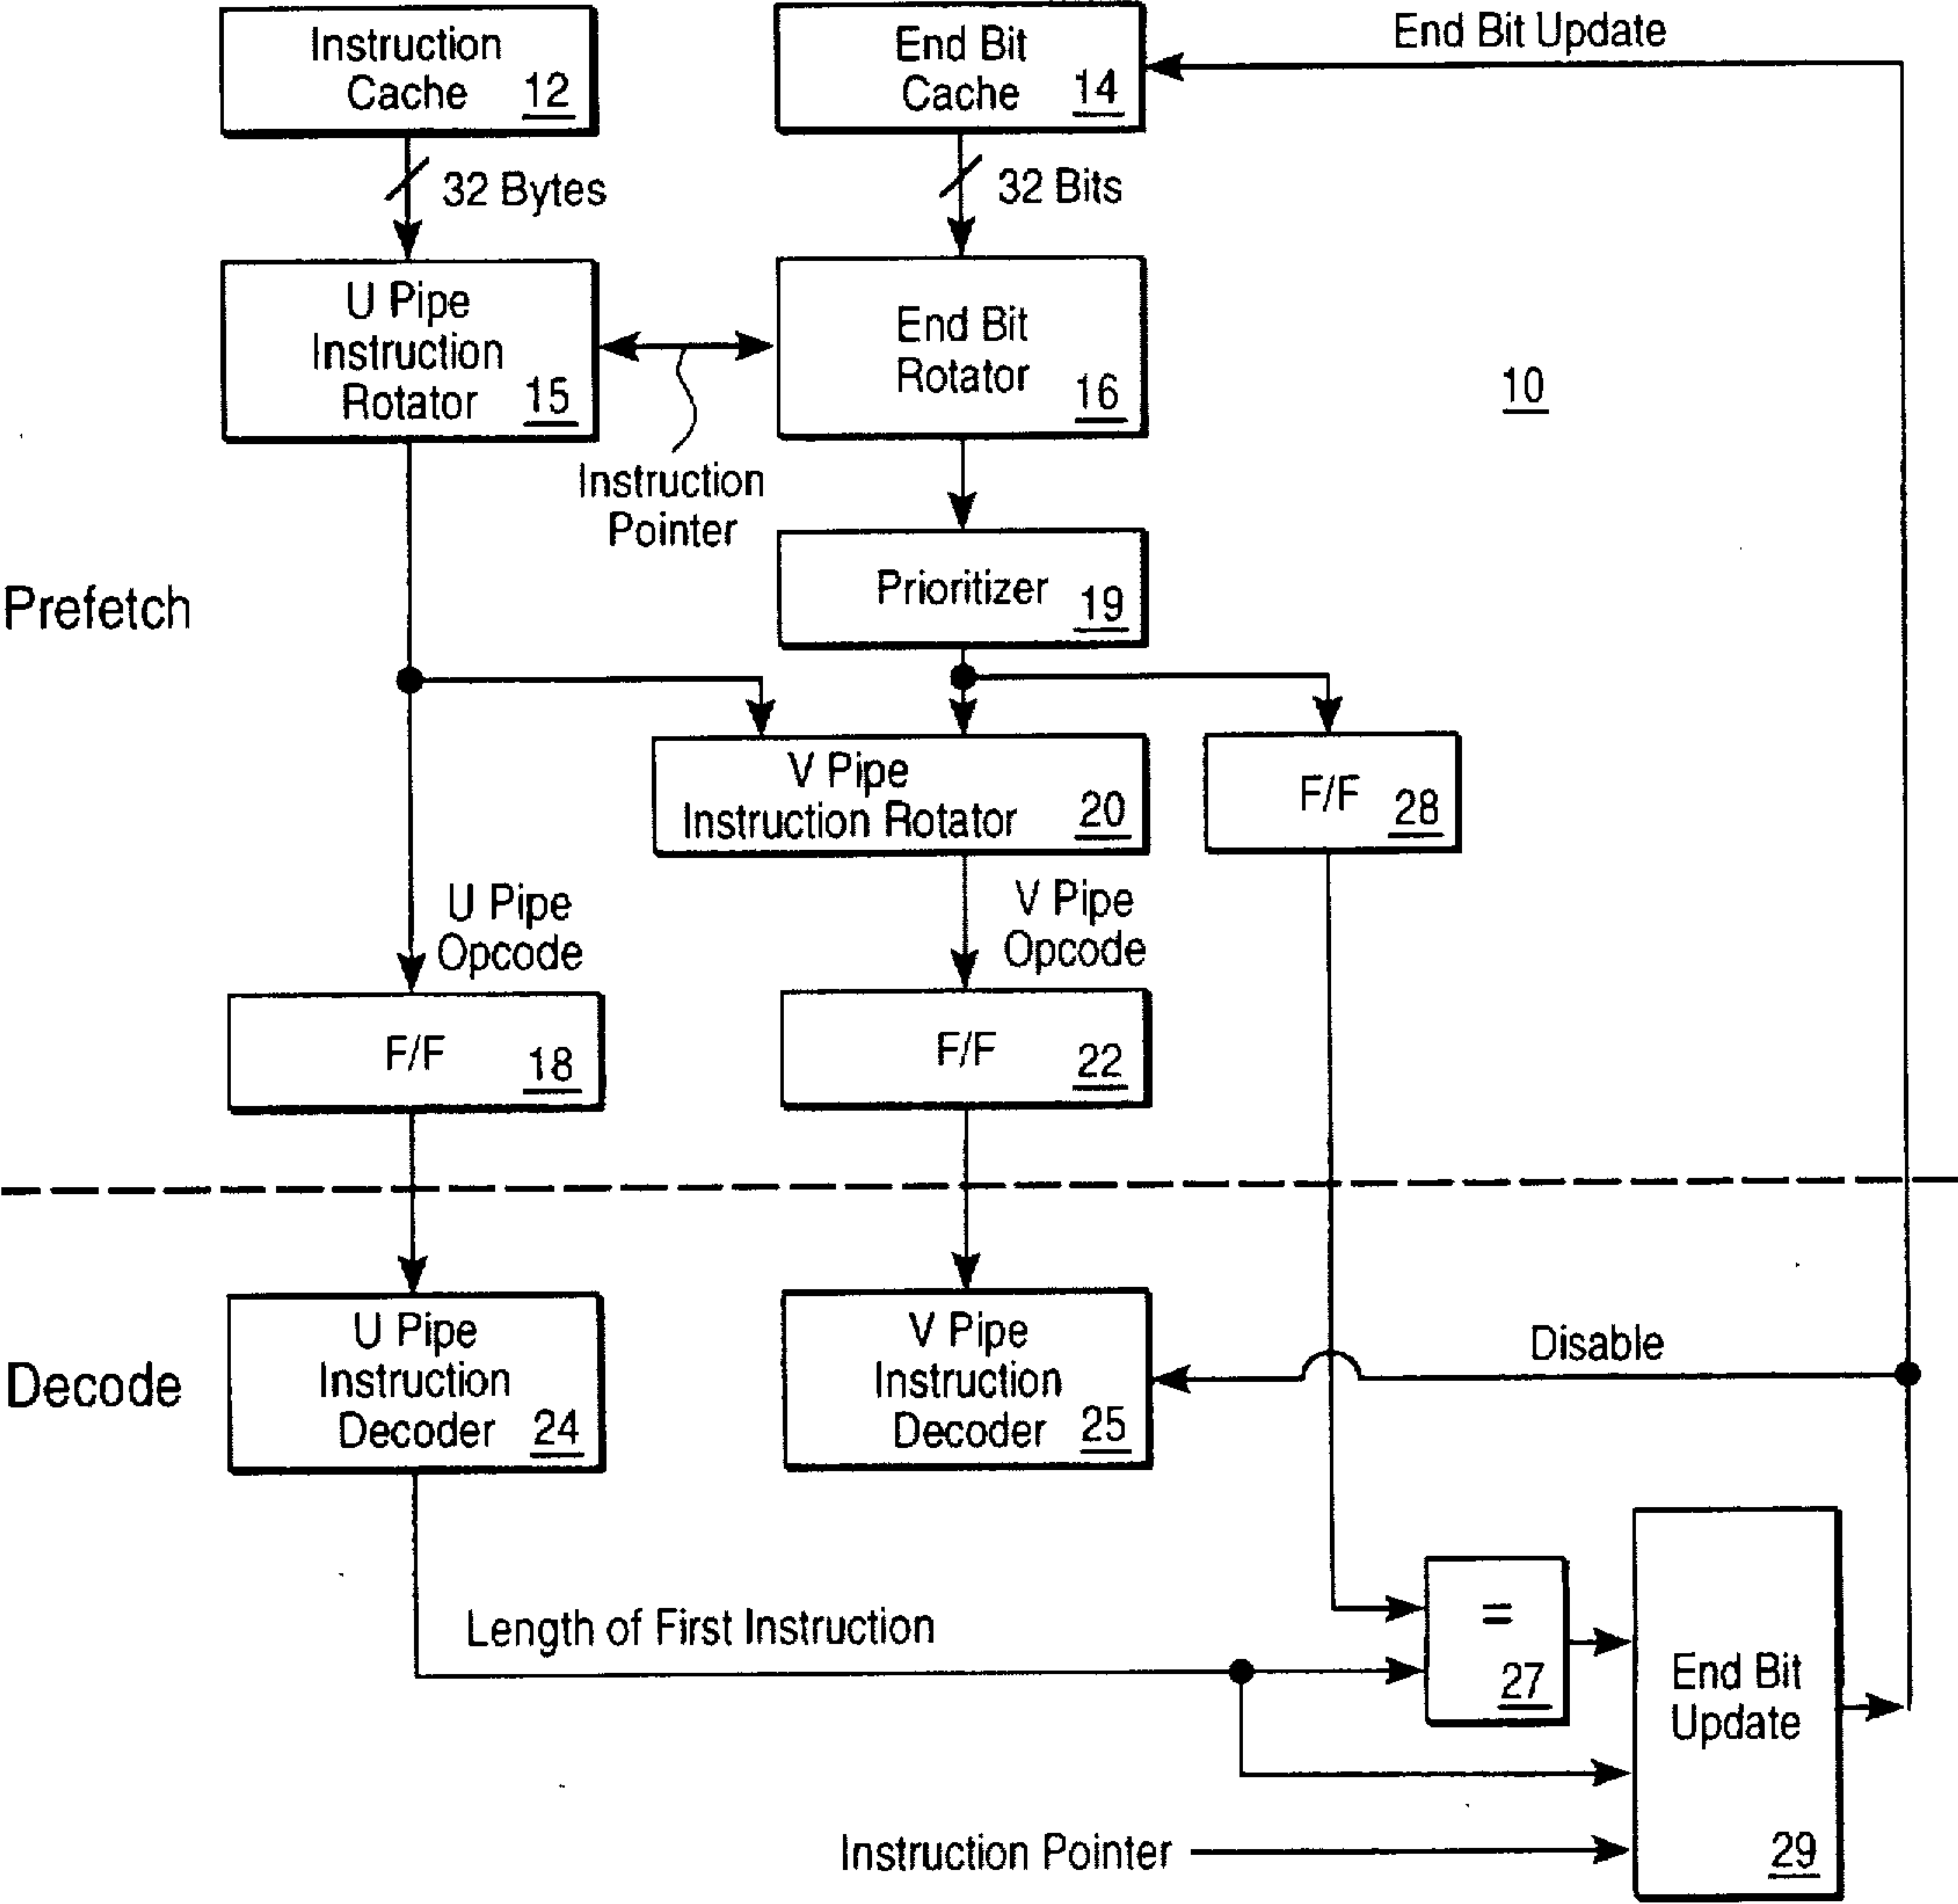 Instruction
Cache 12
32 Bytes
End Bit
Cache 14
32 Bits
End Bit Update
U Pipe
Instruction
Rotator 15
Instruction
Pointer
End Bit
Rotator 16
10
Prefetch
Prioritizer 19
V Pipe
Instruction Rotator 20
F/F 28
U Pipe
Opcode
V Pipe
Opcode
F/F 18
F/F 22
Decode
U Pipe
Instruction
Decoder 24
V Pipe
Instruction
Decoder 25
Disable
Length of First Instruction
=
27
End Bit
Update
29
Instruction Pointer